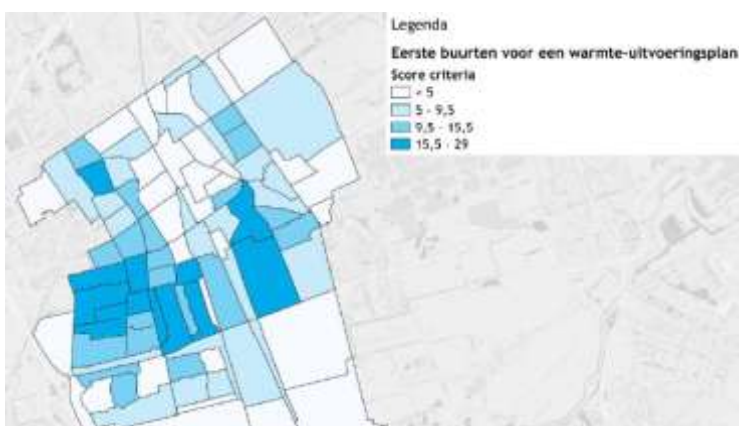 Legenda
Eerste buurten voor een warmte-uitvoeringsplan
Score criteria
< 5
5 - 9,5
9,5 - 15,5
15,5 - 29